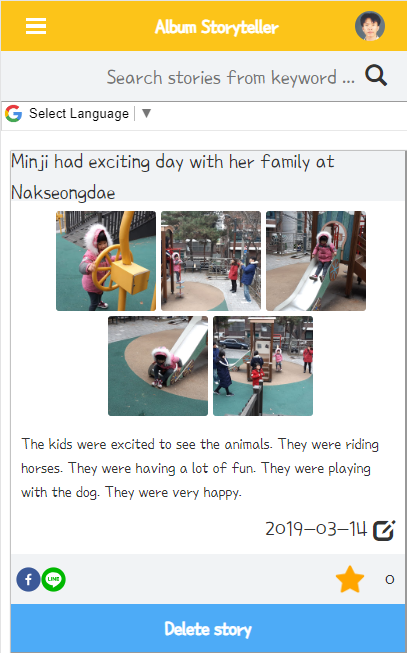 Album Storyteller
Search stories from keyword ...
Select Language ▼
Minji had exciting day with her family at
Nakseongdae
The kids were excited to see the animals. They were riding
horses. They were having a lot of fun. They were playing
with the dog. They were very happy.
2019-03-14
LINE
0
Delete story